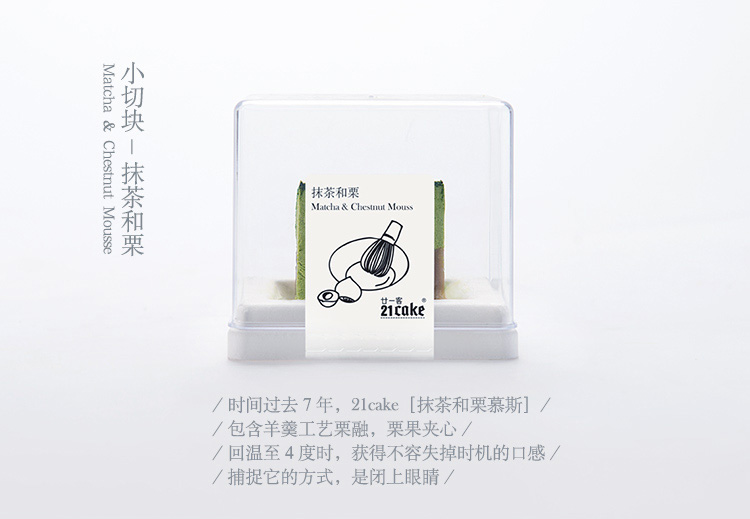 小切块 – 抹茶和栗
Matcha & Chestnut Mousse
抹茶和栗
Matcha & Chestnut Mouss
廿一客
21cake®
/ 时间过去 7 年，21cake［抹茶和栗慕斯］/
/ 包含羊羹工艺栗融，栗果夹心 /
/ 回温至 4 度时，获得不容失掉时机的口感 /
/ 捕捉它的方式，是闭上眼睛 /